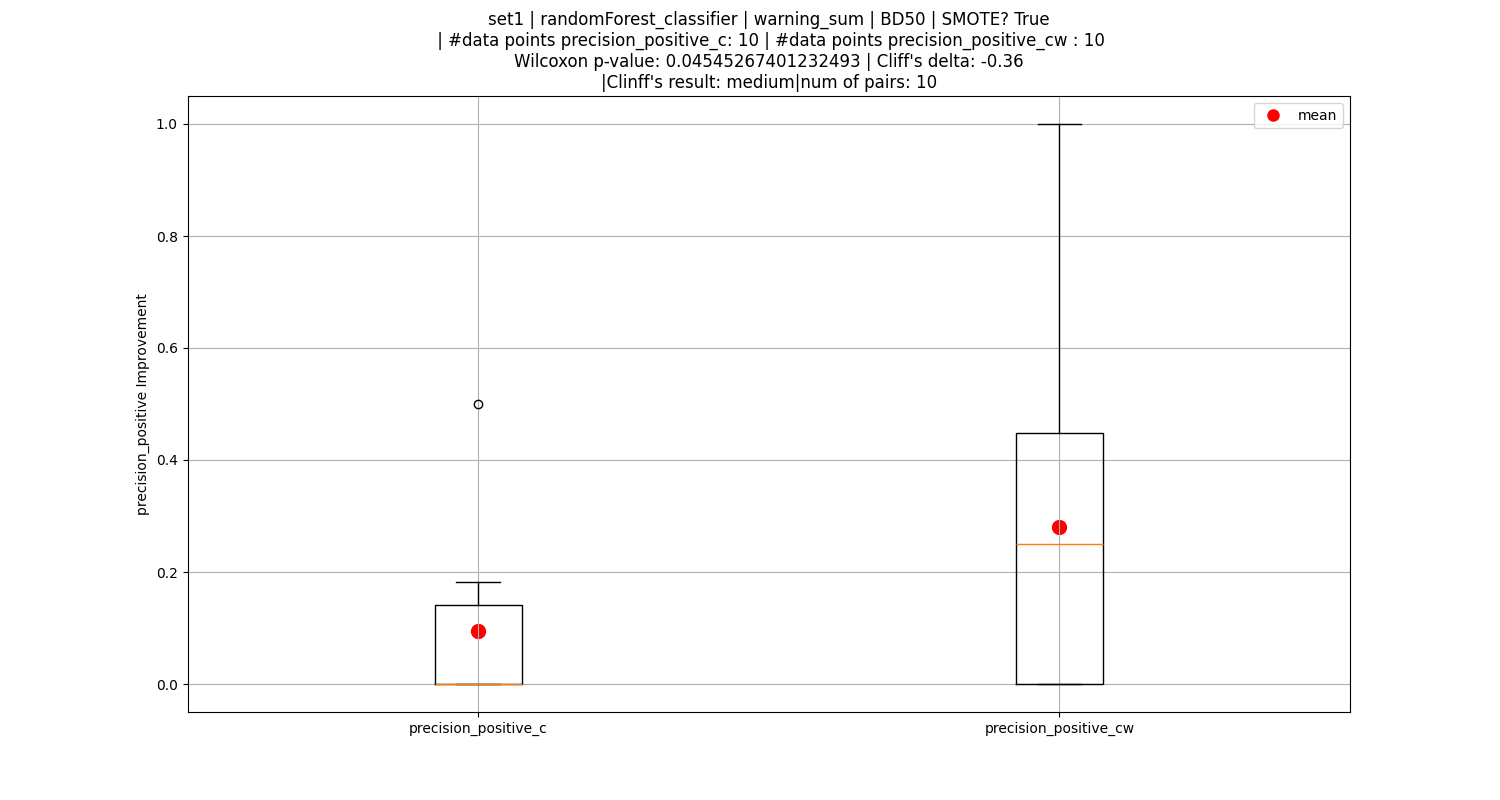 set1 | randomForest_classifier | warning_sum | BD50 | SMOTE? True
| #data points precision_positive_c: 10 | #data points precision_positive_cw : 10
Wilcoxon p-value: 0.04545267401232493 | Cliff's delta: -0.36
|Clinff's result: medium|num of pairs: 10
mean
1.0
0.8
0.6
0.4
0.2
0.0
precision_positive Improvement
precision_positive_c
precision_positive_cw